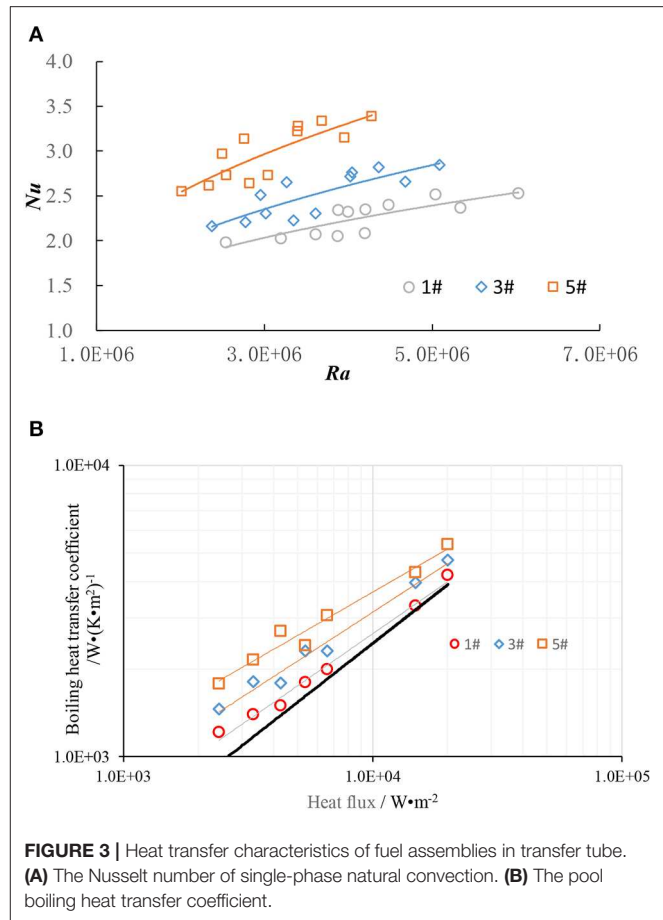 A
4.0
3.5
3.0
2.5
2.0
1.5
1.0
Nu
1# 3# 5#
1.0E+06 3.0E+06 5.0E+06 7.0E+06
Ra
B
1.0E+04
Boiling heat transfer coefficient
/W•(K•m²)⁻¹
1# 3# 5#
1.0E+03
1.0E+03 1.0E+04 1.0E+05
Heat flux / W•m⁻²
FIGURE 3 | Heat transfer characteristics of fuel assemblies in transfer tube.
(A) The Nusselt number of single-phase natural convection. (B) The pool
boiling heat transfer coefficient.